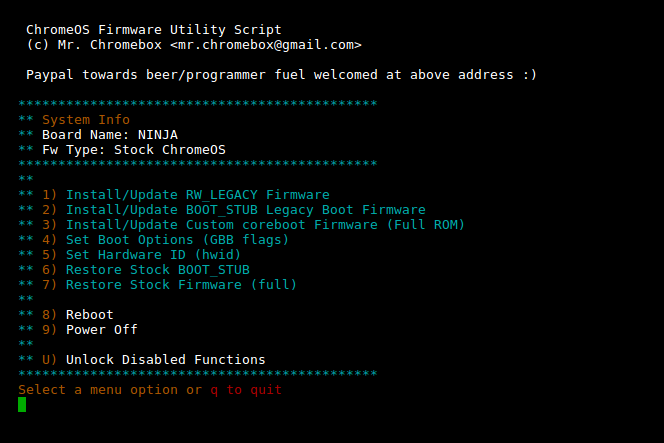 ChromeOS Firmware Utility Script
(c) Mr. Chromebox <mr.chromebox@gmail.com>
Paypal towards beer/programmer fuel welcomed at above address :)
*********************************************
** System Info
** Board Name: NINJA
** Fw Type: Stock ChromeOS
*********************************************
**
** 1) Install/Update RW_LEGACY Firmware
** 2) Install/Update BOOT_STUB Legacy Boot Firmware
** 3) Install/Update Custom coreboot Firmware (Full ROM)
** 4) Set Boot Options (GBB flags)
** 5) Set Hardware ID (hwid)
** 6) Restore Stock BOOT_STUB
** 7) Restore Stock Firmware (full)
**
** 8) Reboot
** 9) Power Off
**
** U) Unlock Disabled Functions
*********************************************
Select a menu option or q to quit